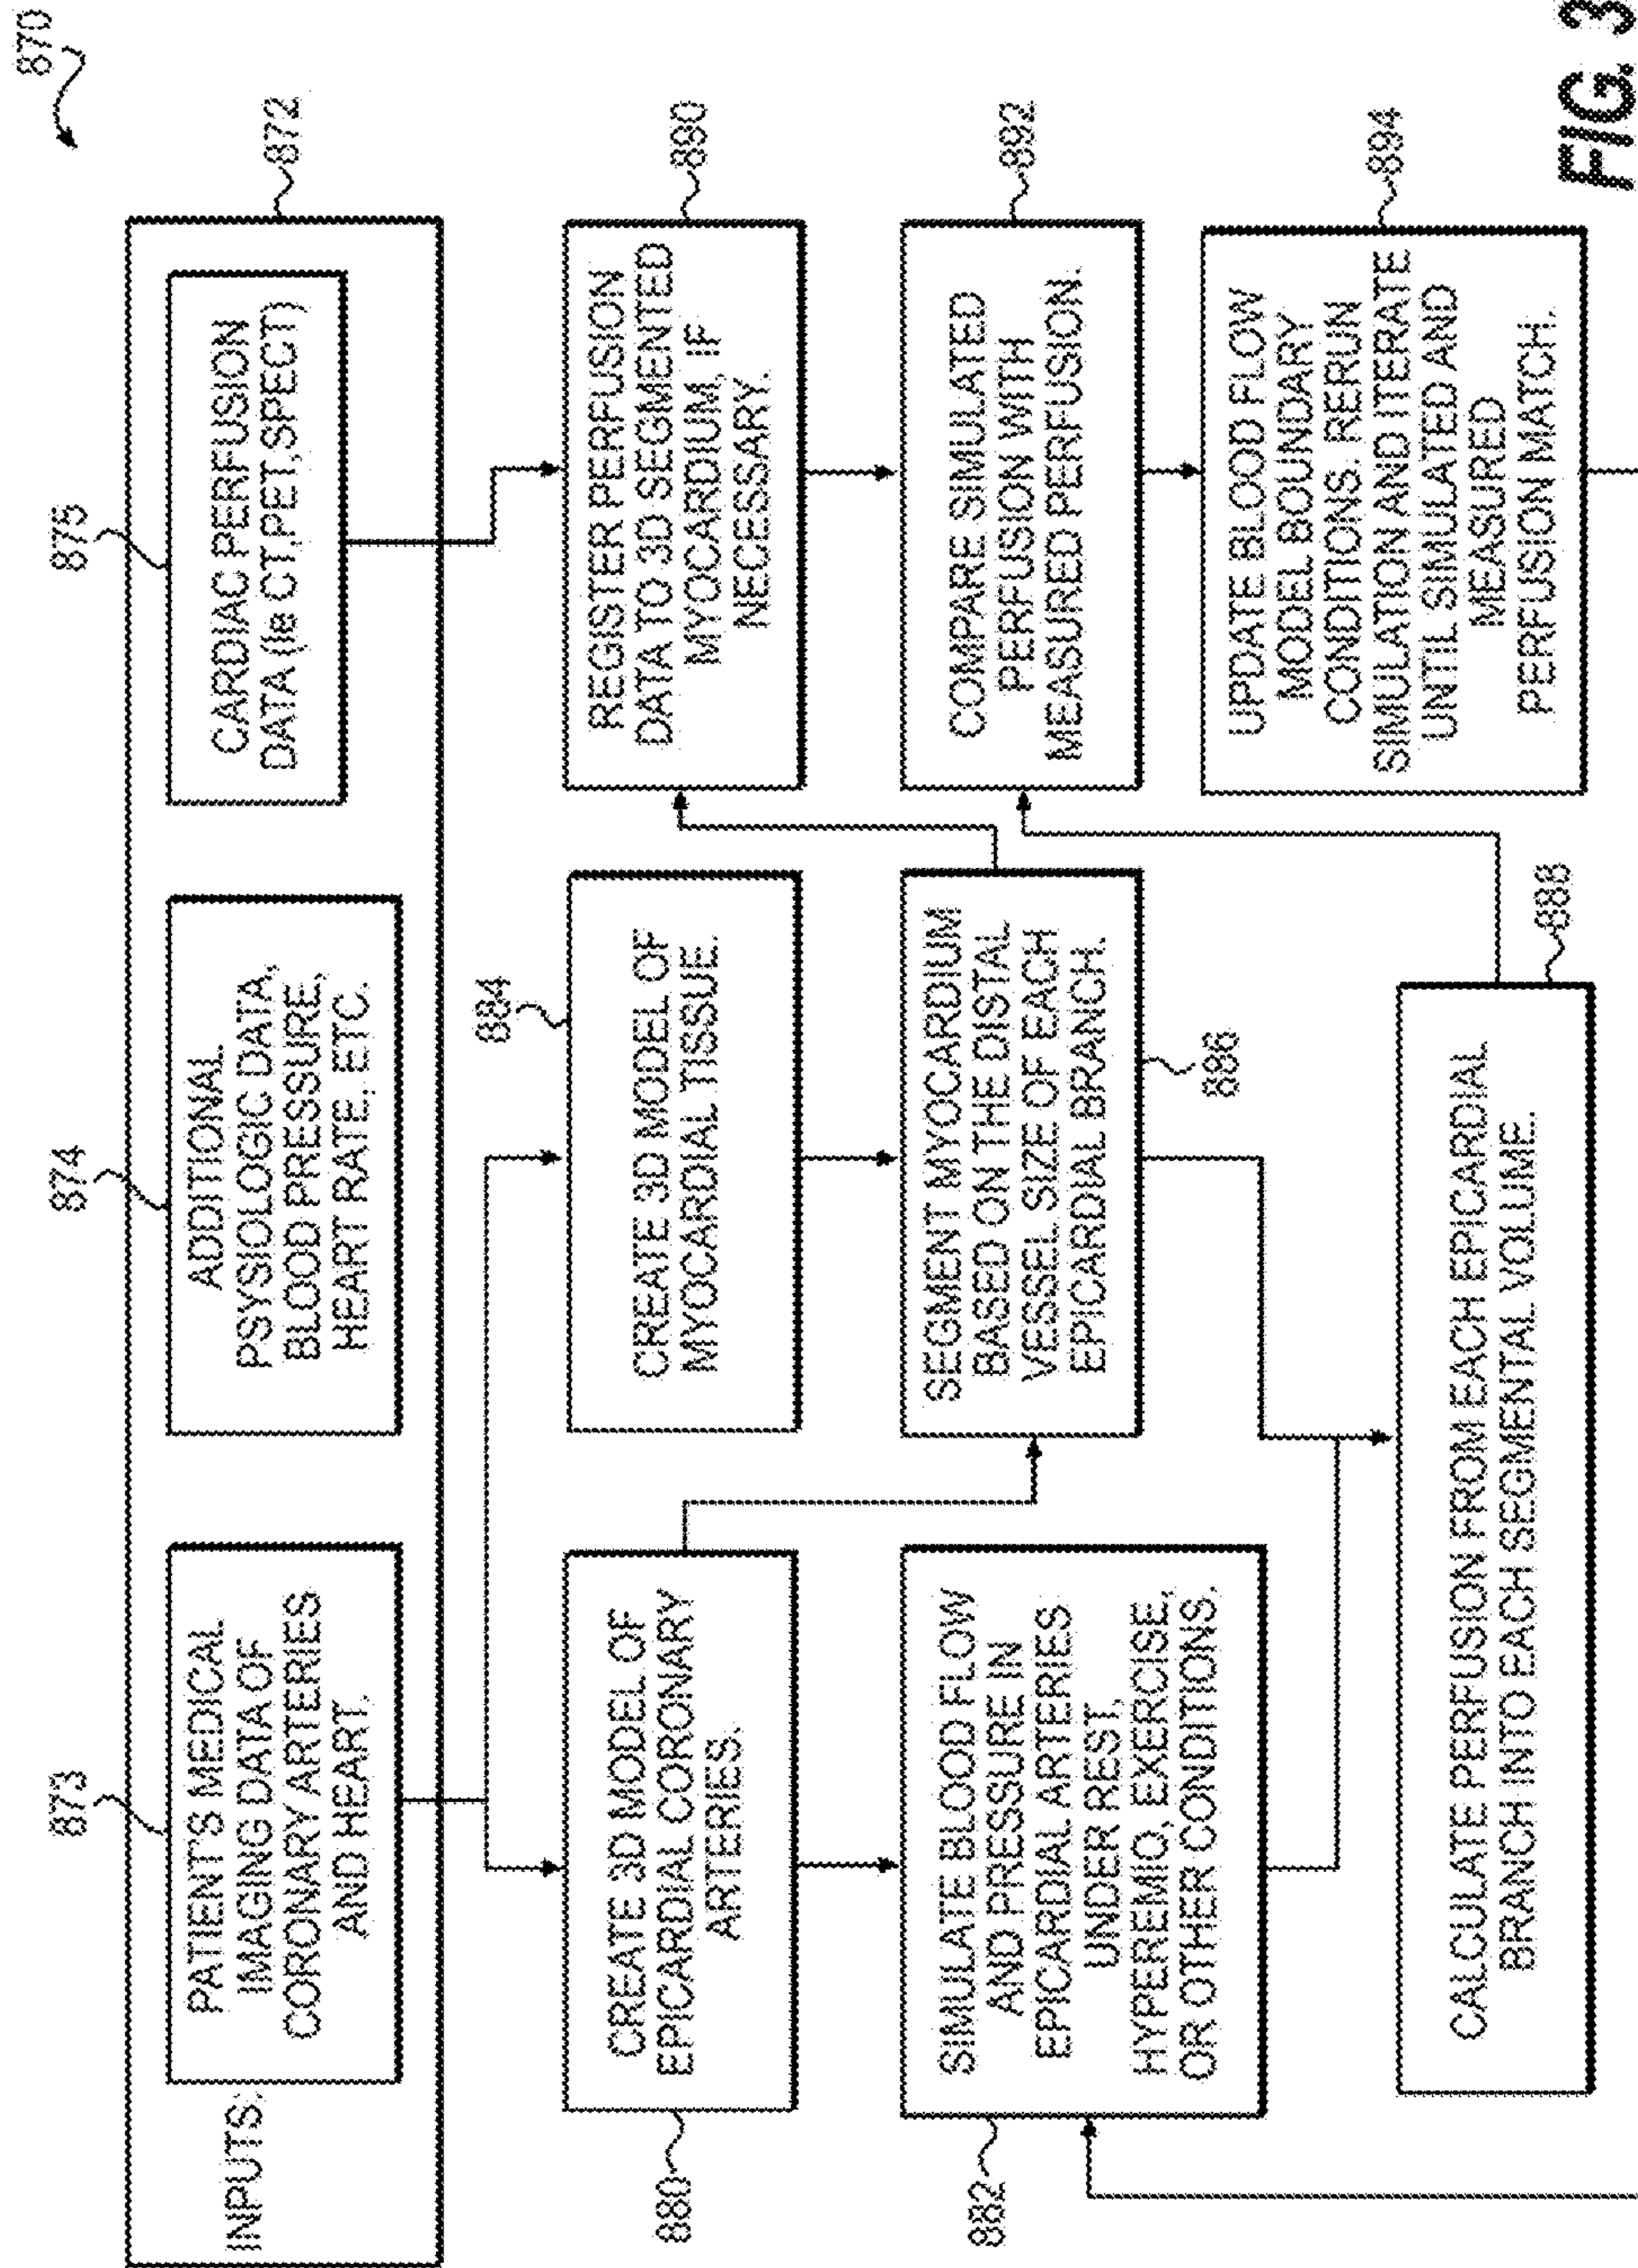 870
872
INPUTS:
873
PATIENT'S MEDICAL
IMAGING DATA OF
CORONARY ARTERIES
AND HEART.
874
ADDITIONAL
PSYSIOLOGIC DATA,
BLOOD PRESSURE,
HEART RATE, ETC.
875
CARDIAC PERFUSION
DATA (Ie CT,PET,SPECT)
880
CREATE 3D MODEL OF
EPICARDIAL CORONARY
ARTERIES.
884
CREATE 3D MODEL OF
MYOCARDIAL TISSUE.
890
REGISTER PERFUSION
DATA TO 3D SEGMENTED
MYOCARDIUM, IF
NECESSARY.
882
SIMULATE BLOOD FLOW
AND PRESSURE IN
EPICARDIAL ARTERIES
UNDER REST,
HYPEREMIO, EXERCISE,
OR OTHER CONDITIONS.
SEGMENT MYOCARDIUM
BASED ON THE DISTAL
VESSEL SIZE OF EACH
EPICARDIAL BRANCH.
886
892
COMPARE SIMULATED
PERFUSION WITH
MEASURED PERFUSION.
CALCULATE PERFUSION FROM EACH EPICARDIAL
BRANCH INTO EACH SEGMENTAL VOLUME.
888
894
UPDATE BLOOD FLOW
MODEL BOUNDARY
CONDITIONS. RERUN
SIMULATION AND ITERATE
UNTIL SIMULATED AND
MEASURED
PERFUSION MATCH.
FIG. 3